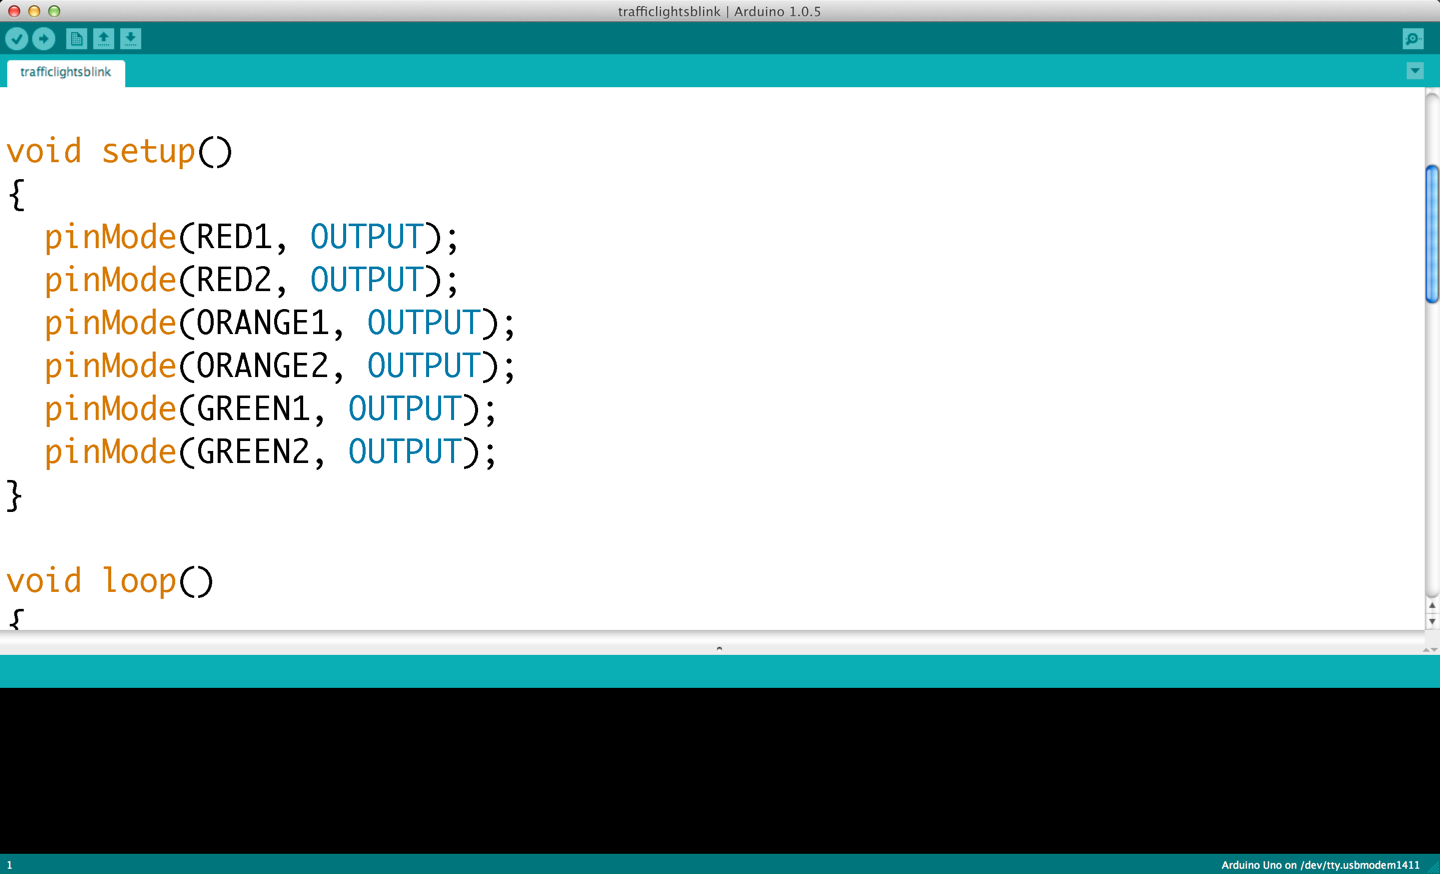 trafficlightsblink | Arduino 1.0.5
trafficlightsblink
void setup()
{
  pinMode(RED1, OUTPUT);
  pinMode(RED2, OUTPUT);
  pinMode(ORANGE1, OUTPUT);
  pinMode(ORANGE2, OUTPUT);
  pinMode(GREEN1, OUTPUT);
  pinMode(GREEN2, OUTPUT);
}
void loop()
{
1
Arduino Uno on /dev/tty.usbmodem1411